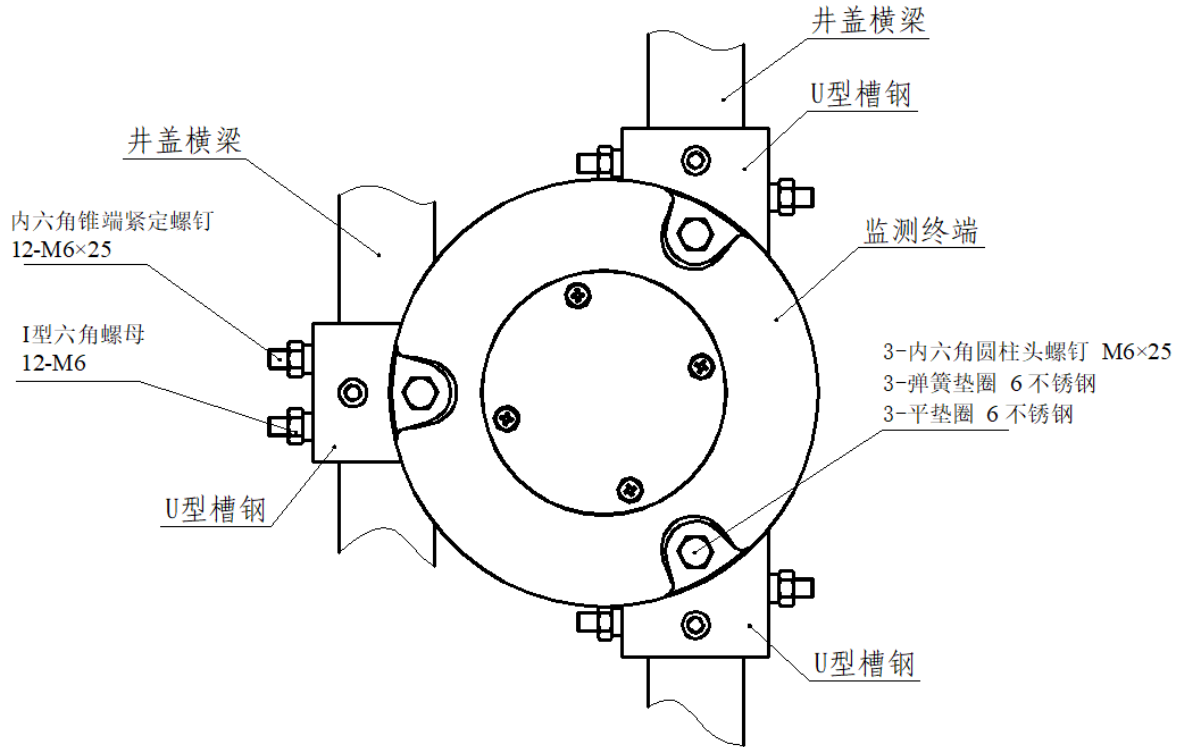 井盖横梁
U型槽钢
井盖横梁
内六角锥端紧定螺钉
12-M6×25
监测终端
I型六角螺母
12-M6
3-内六角圆柱头螺钉 M6×25
3-弹簧垫圈 6不锈钢
3-平垫圈 6不锈钢
U型槽钢
U型槽钢